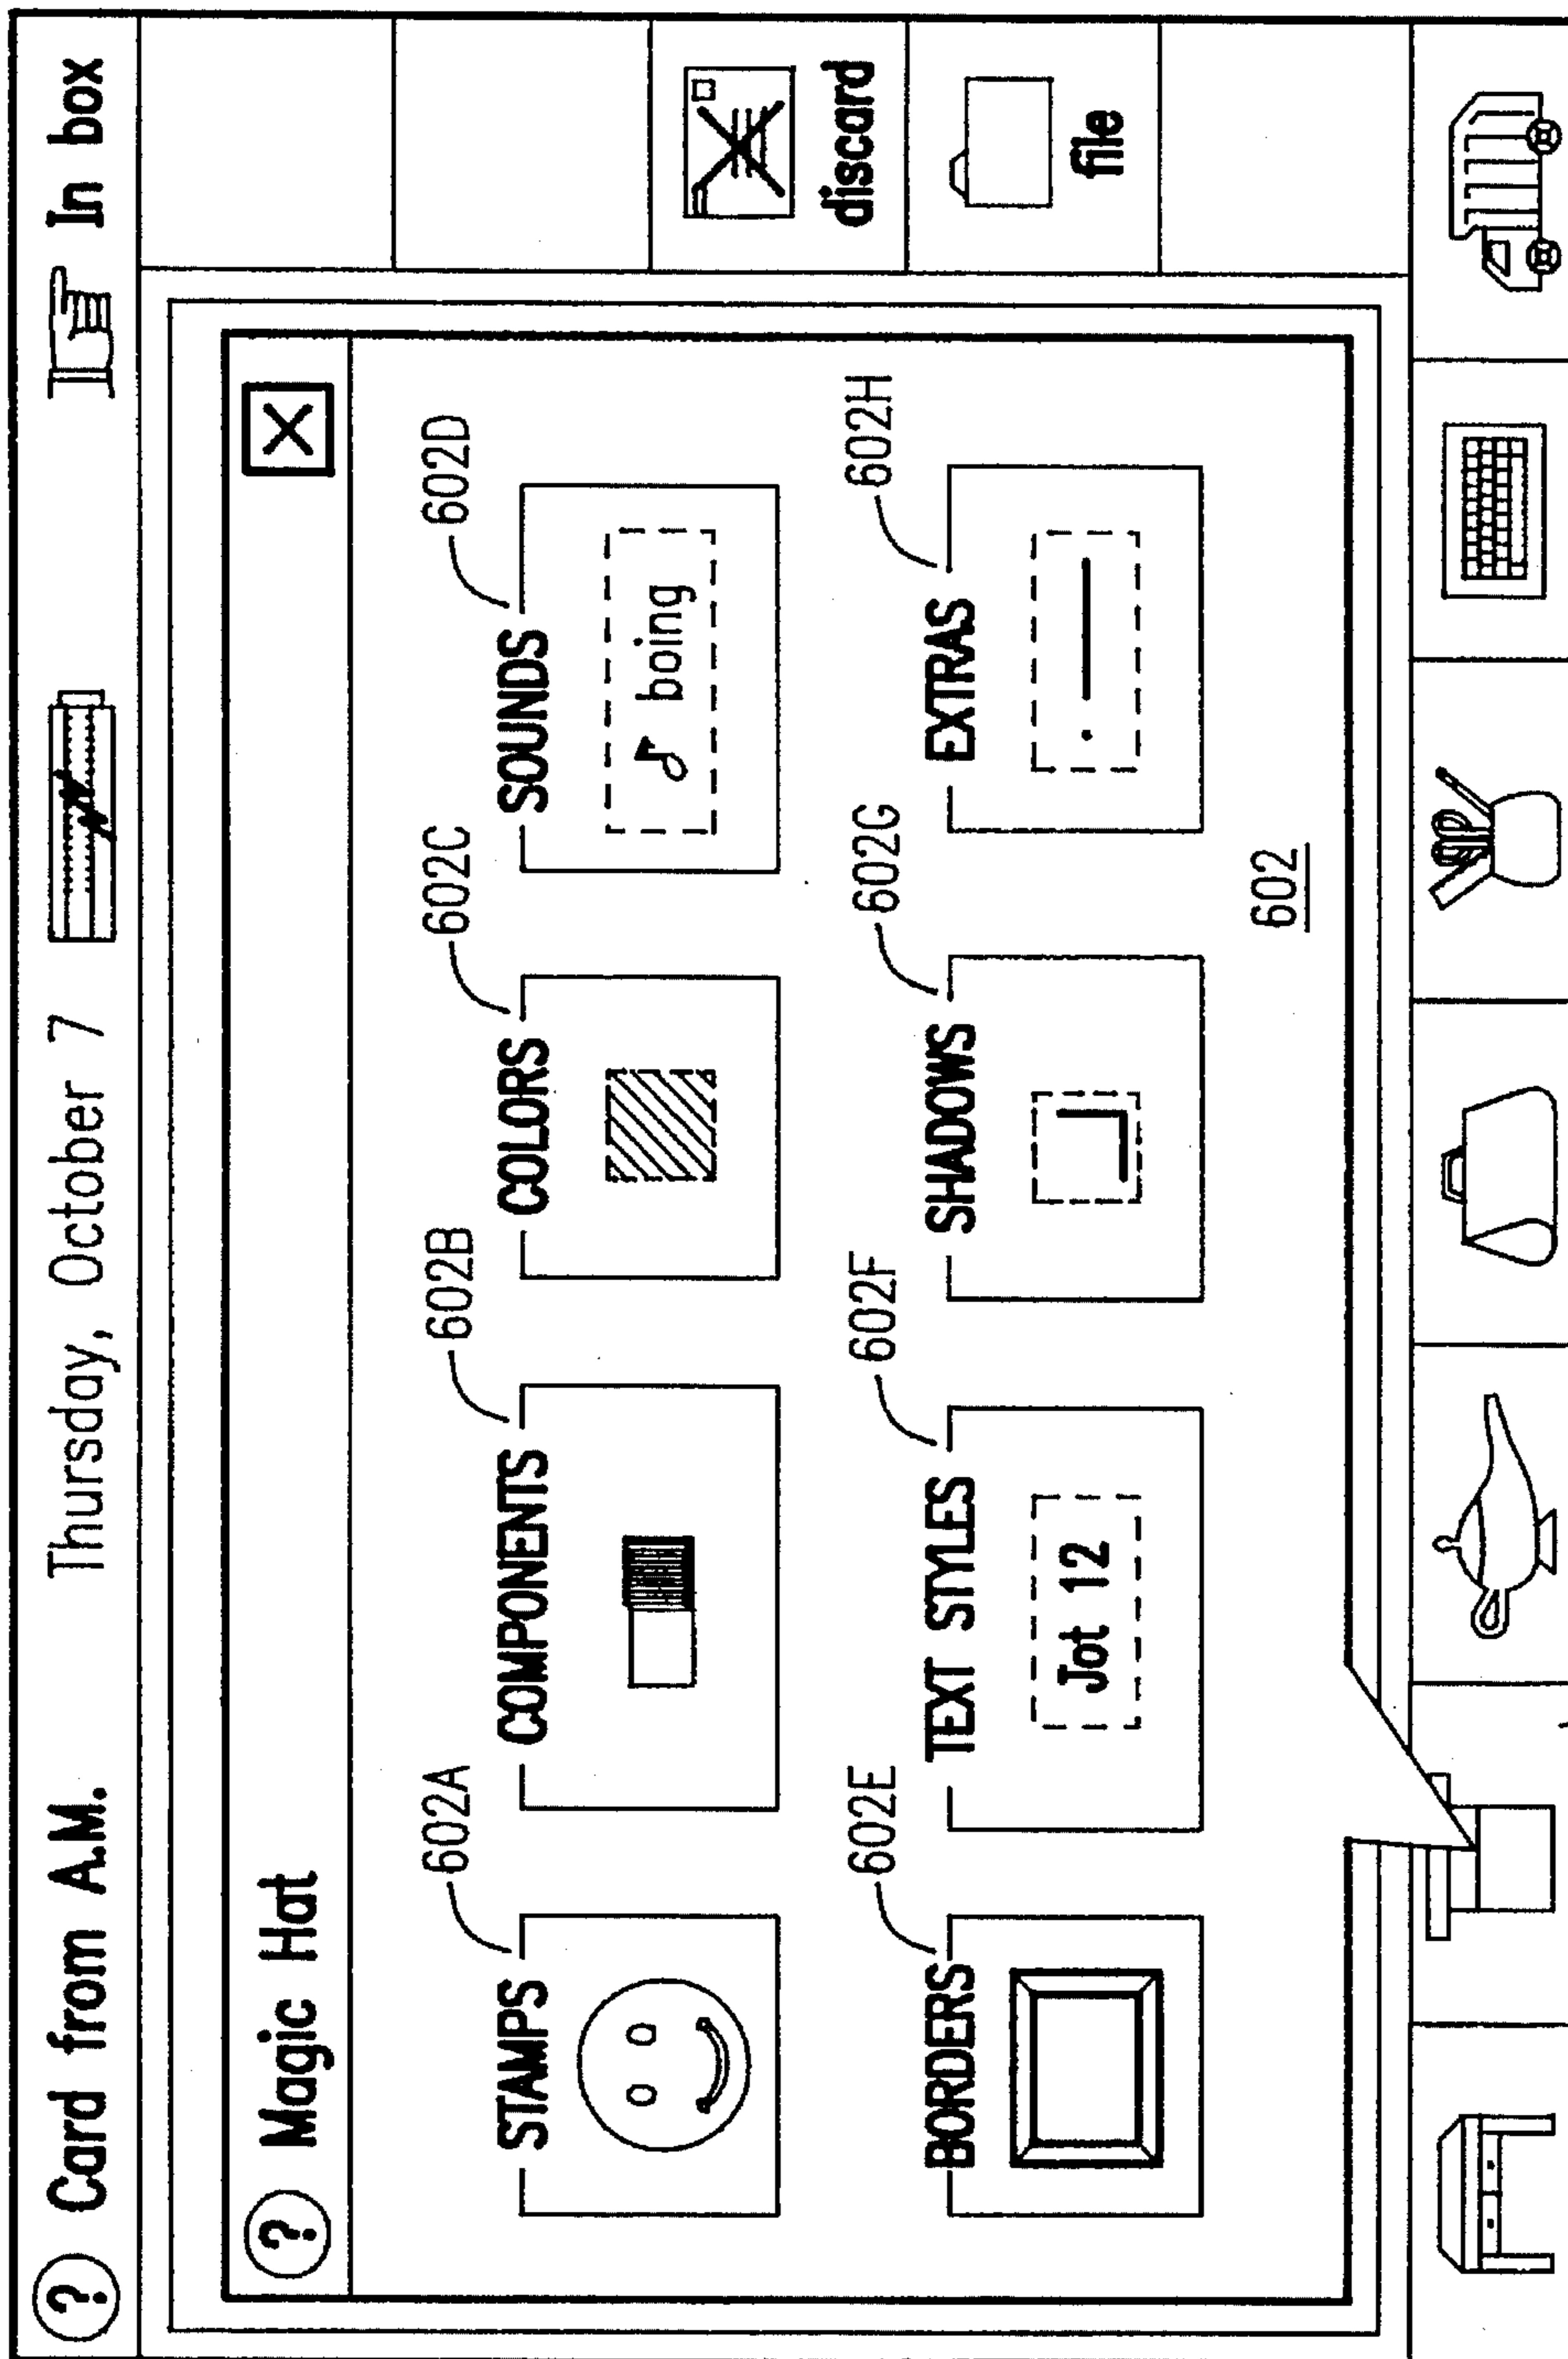 ? Card from A.M. Thursday, October 7 In box
? Magic Hat X
602A 602B 602C 602D
STAMPS COMPONENTS COLORS SOUNDS
boing
602E 602F 602G 602H
BORDERS TEXT STYLES SHADOWS EXTRAS
Jot 12
602
discard
file